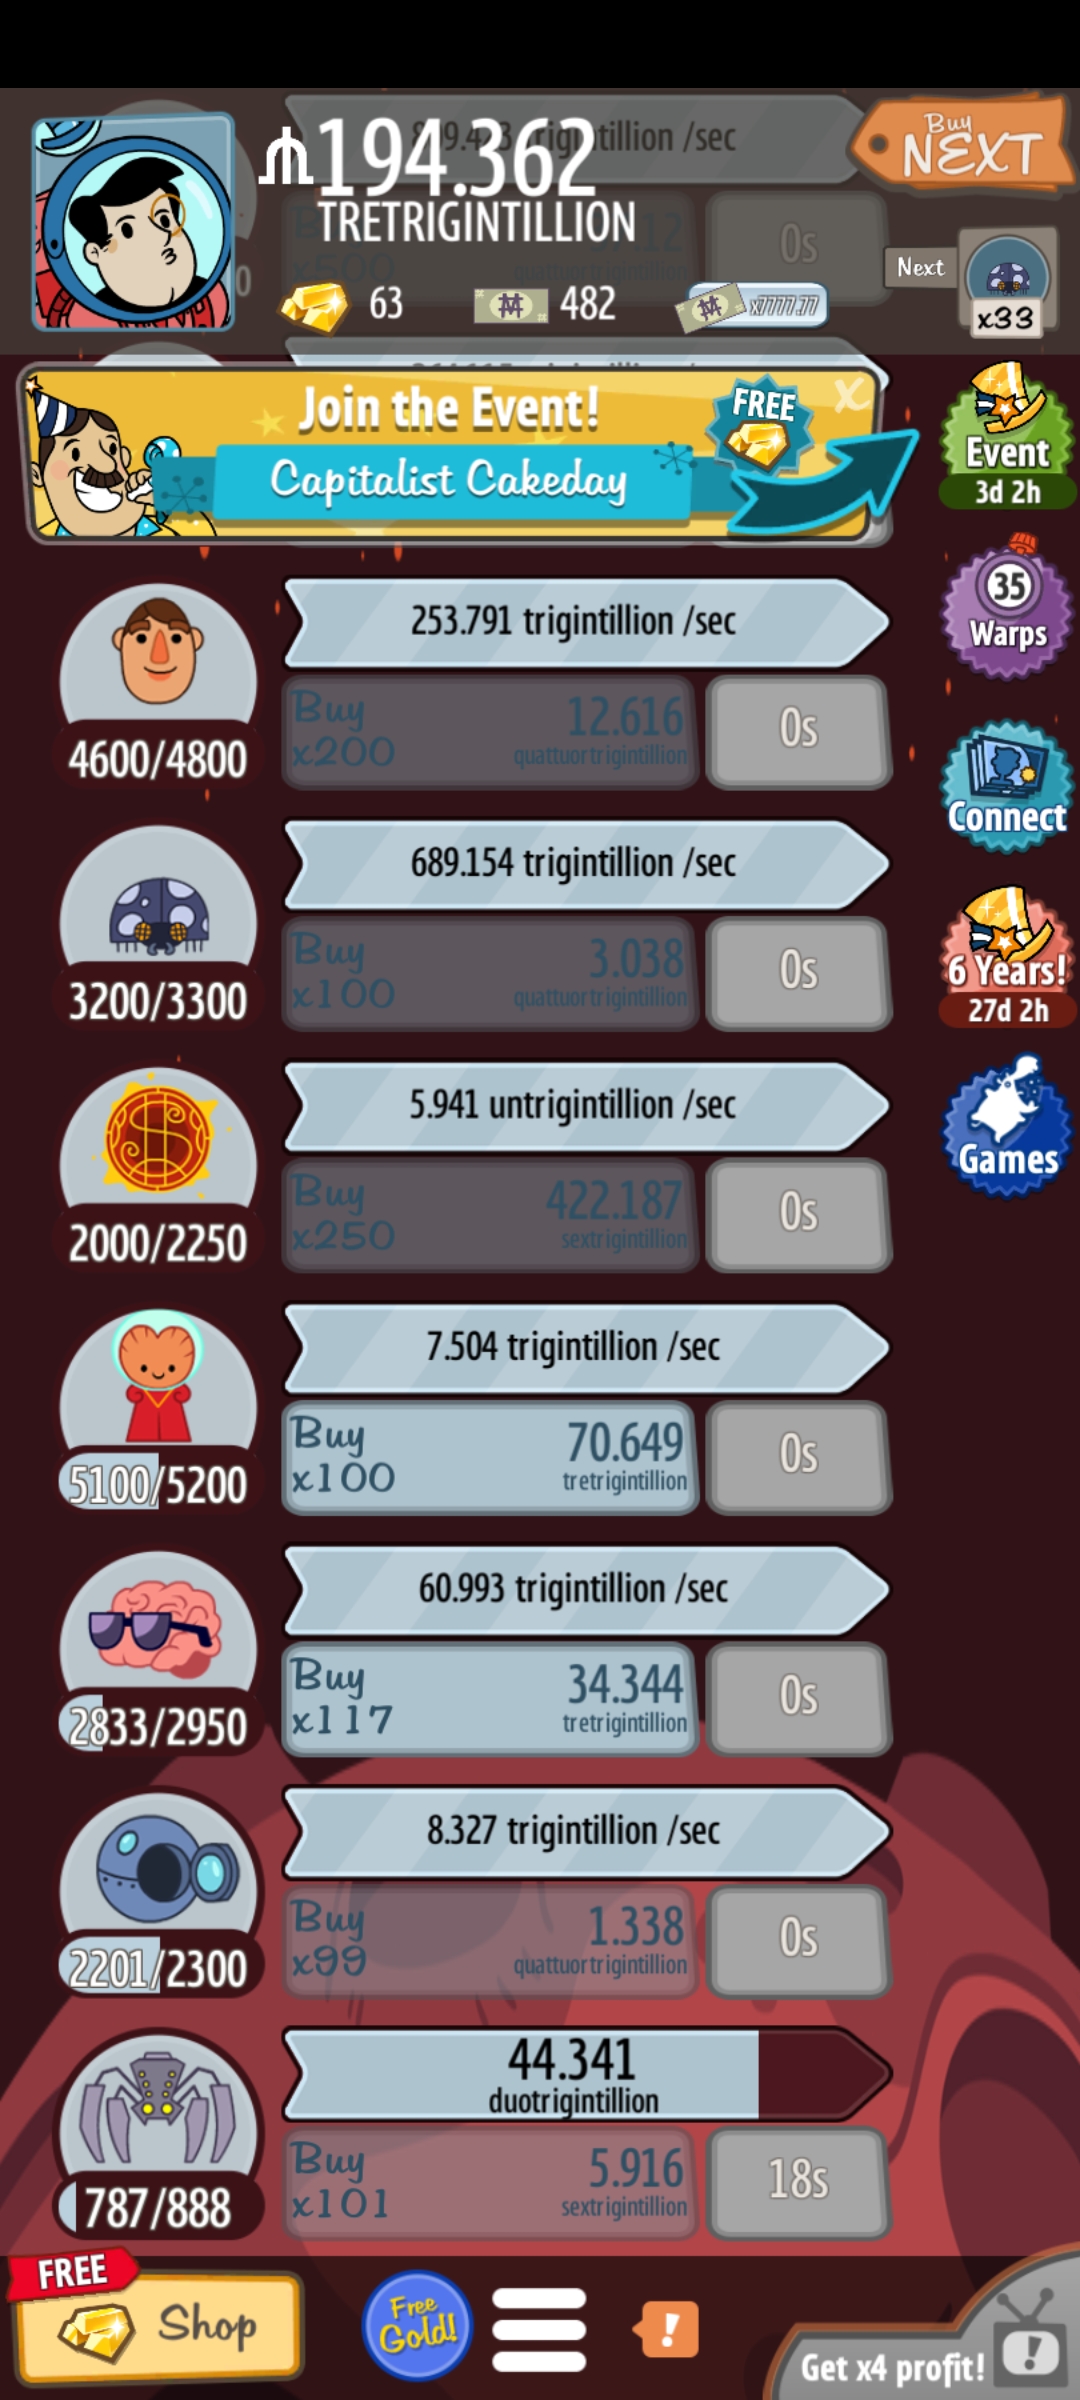 194.362
TRETRIGINTILLION
Buy
NEXT
63
482
x7777.77
Next
x33
/sec
0s
Join the Event!
FREE
x
Capitalist Cakeday
Event
3d 2h
253.791 trigintillion /sec
35
Warps
Buy
x200
12.616
quattuortrigintillion
0s
4600/4800
Connect
689.154 trigintillion /sec
Buy
x100
3.038
quattuortrigintillion
0s
3200/3300
6 Years!
27d 2h
5.941 untrigintillion /sec
Buy
x250
422.187
sextrigintillion
0s
2000/2250
Games
7.504 trigintillion /sec
Buy
x100
70.649
tretrigintillion
0s
5100/5200
60.993 trigintillion /sec
Buy
x117
34.344
tretrigintillion
0s
2833/2950
8.327 trigintillion /sec
Buy
x99
1.338
quattuortrigintillion
0s
2201/2300
44.341
duotrigintillion
Buy
x101
5.916
sextrigintillion
18s
787/888
FREE
Shop
Free
Gold!
!
Get x4 profit!
!